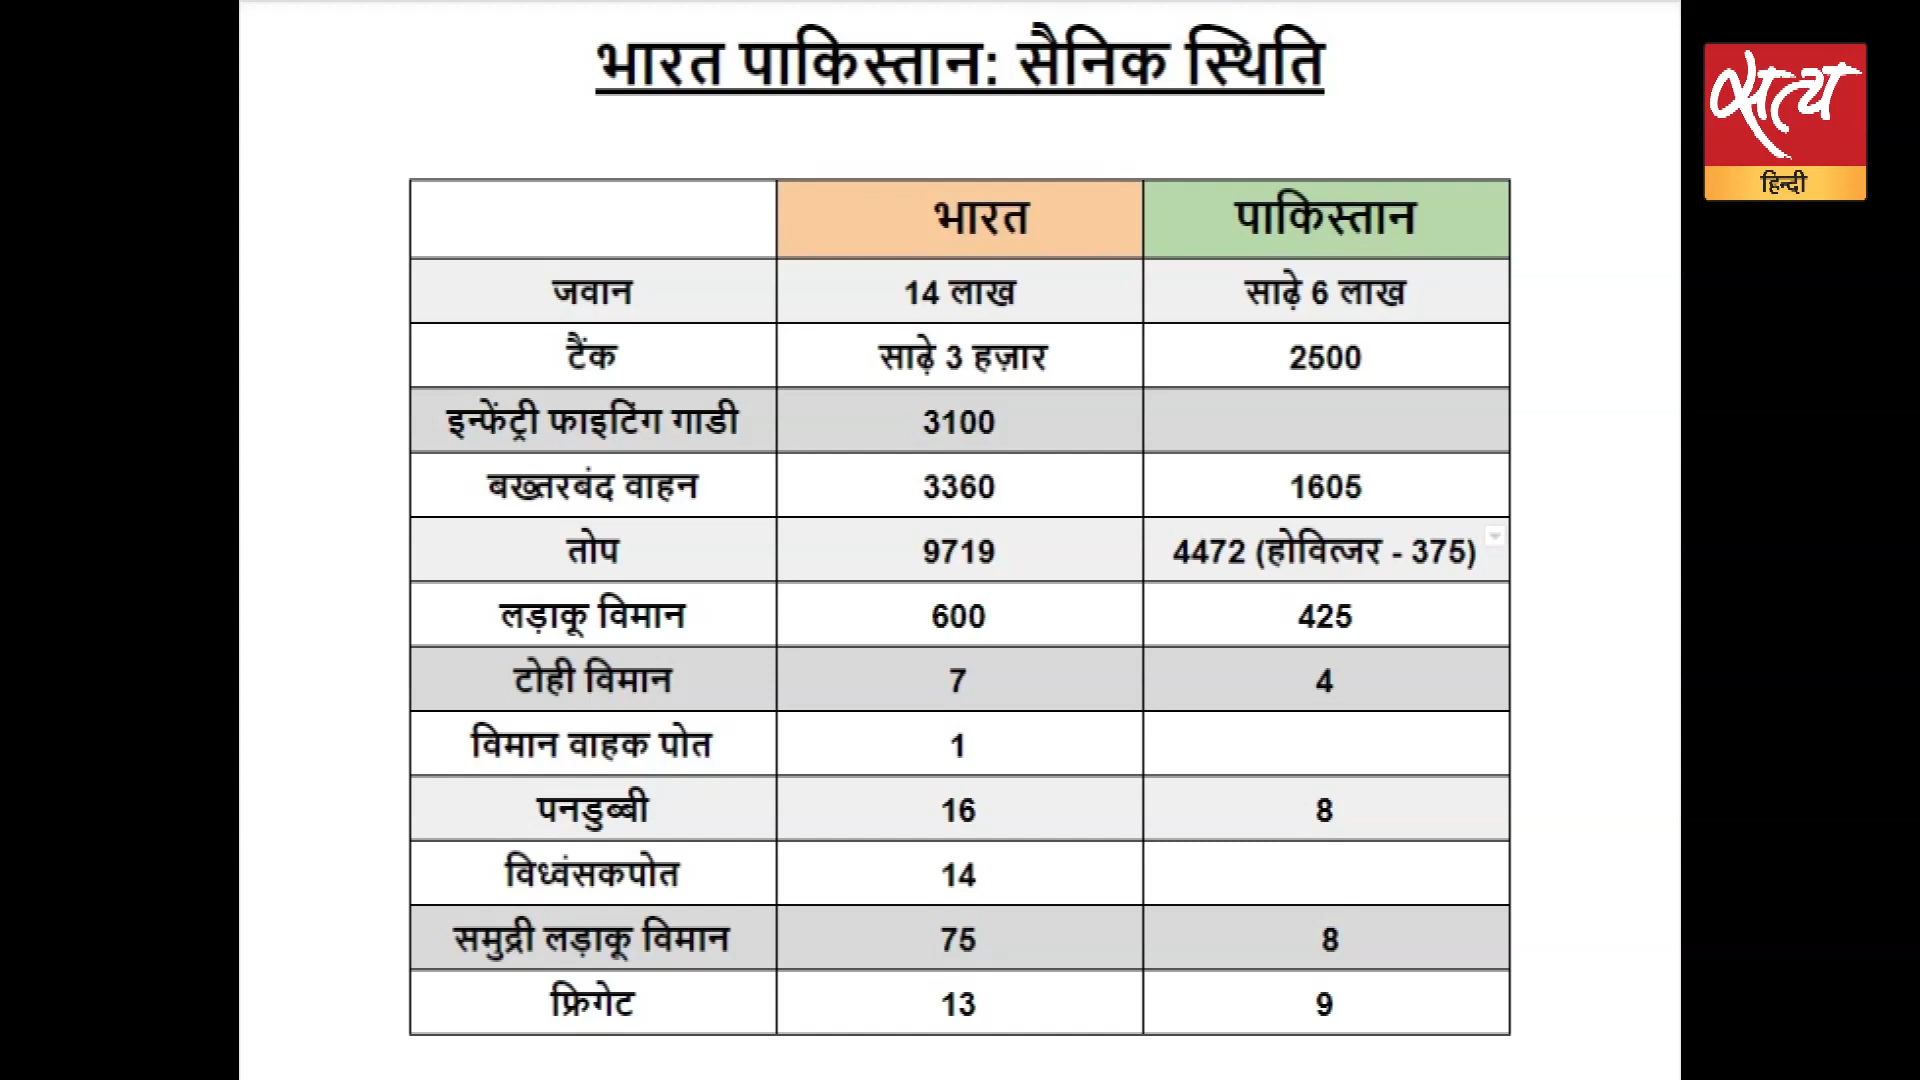 भारत पाकिस्तान: सैनिक स्थिति
सत्य
हिन्दी
भारत पाकिस्तान
जवान 14 लाख साढ़े 6 लाख
टैंक साढ़े 3 हज़ार 2500
इन्फेंट्री फाइटिंग गाडी 3100
बख्तरबंद वाहन 3360 1605
तोप 9719 4472 (होवित्जर - 375)
लड़ाकू विमान 600 425
टोही विमान 7 4
विमान वाहक पोत 1
पनडुब्बी 16 8
विध्वंसकपोत 14
समुद्री लड़ाकू विमान 75 8
फ्रिगेट 13 9